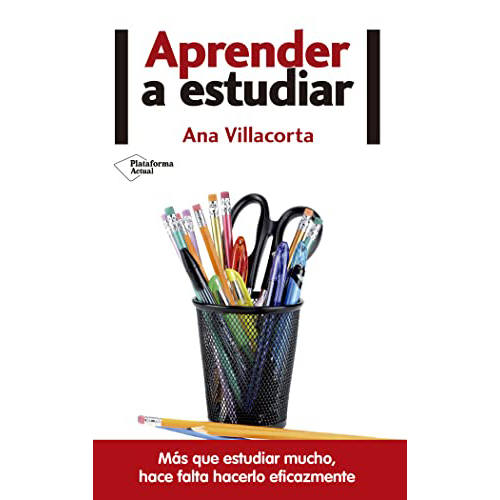 Aprender
a estudiar
Ana Villacorta
Plataforma
Actual
Más que estudiar mucho,
hace falta hacerlo eficazmente